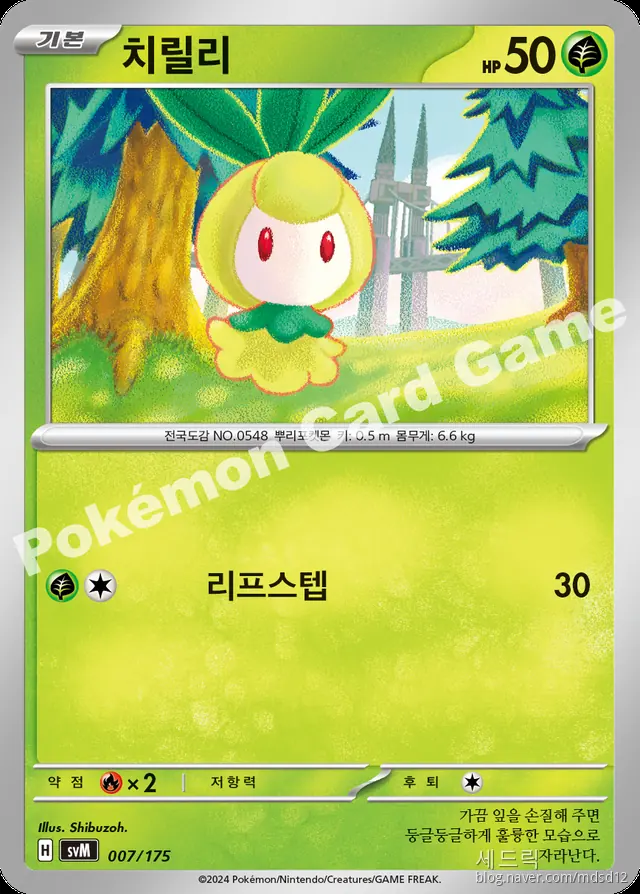 기본 치릴리 HP 50
전국도감 NO.0548 뿌리포켓몬 키: 0.5 m 몸무게: 6.6 kg
Pokémon Card Game
리프스텝 30
약점 ×2 저항력 후퇴
Illus. Shibuzoh.
가끔 잎을 손질해 주면
둥글둥글하게 훌륭한 모습으로
자라난다.
H svM 007/175
세드릭
blog.naver.com/mdsd12
©2024 Pokémon/Nintendo/Creatures/GAME FREAK.